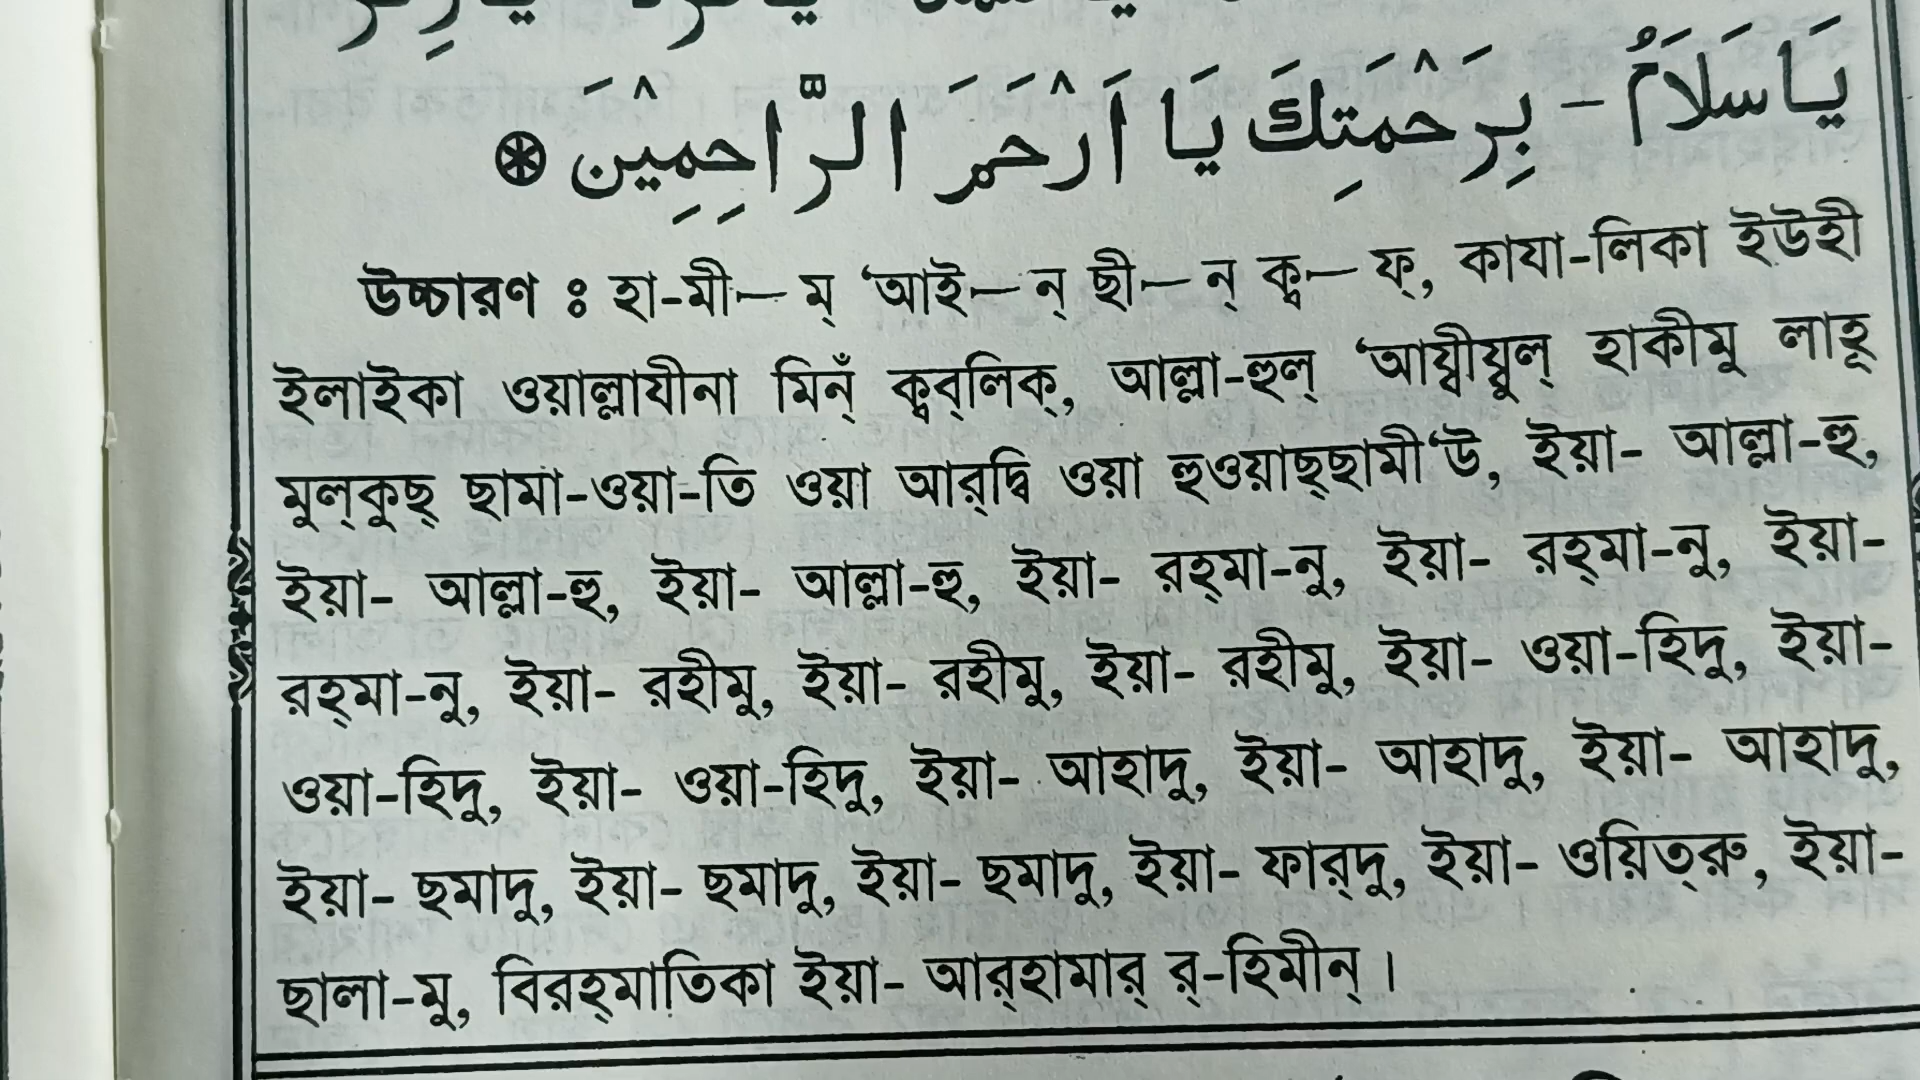 يَاسَلَامُ - بِرَحْمَتِكَ يَا اَرْحَمَ الرَّاحِمِيْنَ
উচ্চারণ ঃ হা-মী— ম্ ‘আই— ন্ ছী— ন্ ক্ব— ফ্, কাযা-লিকা ইউহী
ইলাইকা ওয়াল্লাযীনা মিনঁ্ ক্বব্‌লিক্, আল্লা-হুল্ ‘আয্বীয্বুল্ হাকীমু লাহূ
মুল্‌কুছ্ ছামা-ওয়া-তি ওয়া আর্‌দ্বি ওয়া হুওয়াছ্‌ছামী‘উ, ইয়া- আল্লা-হু,
ইয়া- আল্লা-হু, ইয়া- আল্লা-হু, ইয়া- রহ্‌মা-নু, ইয়া- রহ্‌মা-নু, ইয়া-
রহ্‌মা-নু, ইয়া- রহীমু, ইয়া- রহীমু, ইয়া- রহীমু, ইয়া- ওয়া-হিদু, ইয়া-
ওয়া-হিদু, ইয়া- ওয়া-হিদু, ইয়া- আহাদু, ইয়া- আহাদু, ইয়া- আহাদু,
ইয়া- ছমাদু, ইয়া- ছমাদু, ইয়া- ছমাদু, ইয়া- ফার্‌দু, ইয়া- ওয়িত্‌রু, ইয়া-
ছালা-মু, বিরহ্‌মাতিকা ইয়া- আর্‌হামার্ র্-হিমীন্ ।